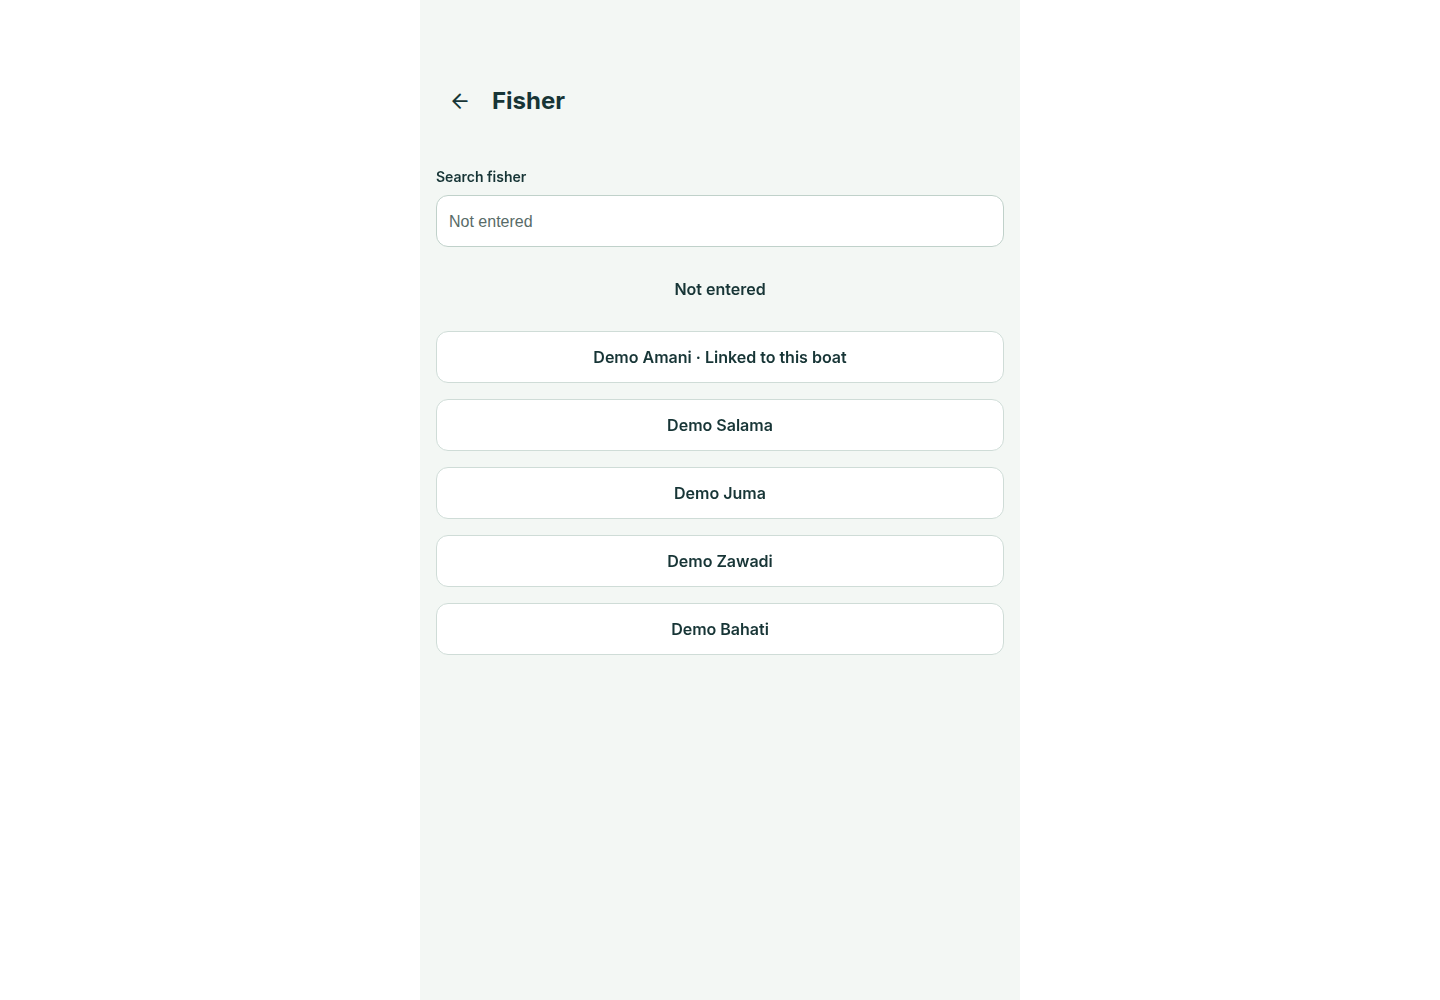 Fisher
Search fisher
Not entered
Not entered
Demo Amani · Linked to this boat
Demo Salama
Demo Juma
Demo Zawadi
Demo Bahati